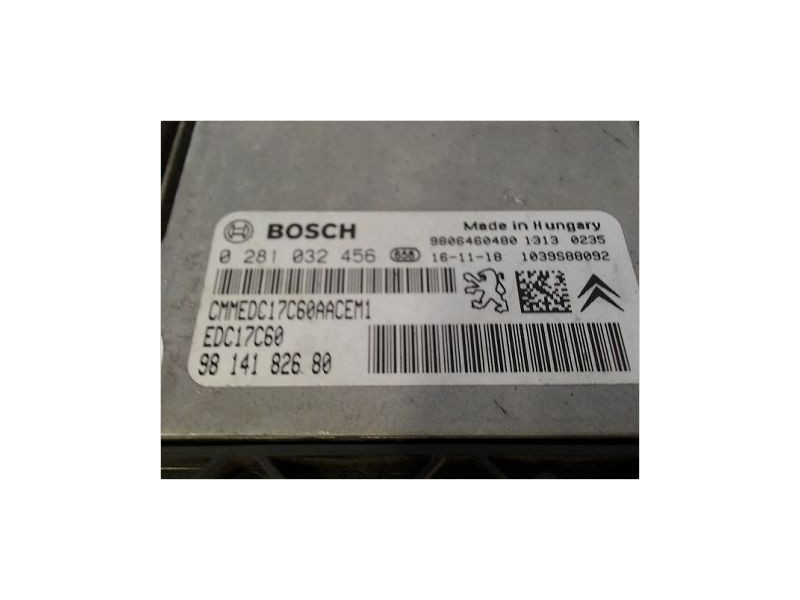 BOSCH
Made in Hungary
9806460480 1313 0235
0 281 032 456 658 16-11-18 1039S88092
CMMEDC17C60AACEM1
EDC17C60
98 141 826 80